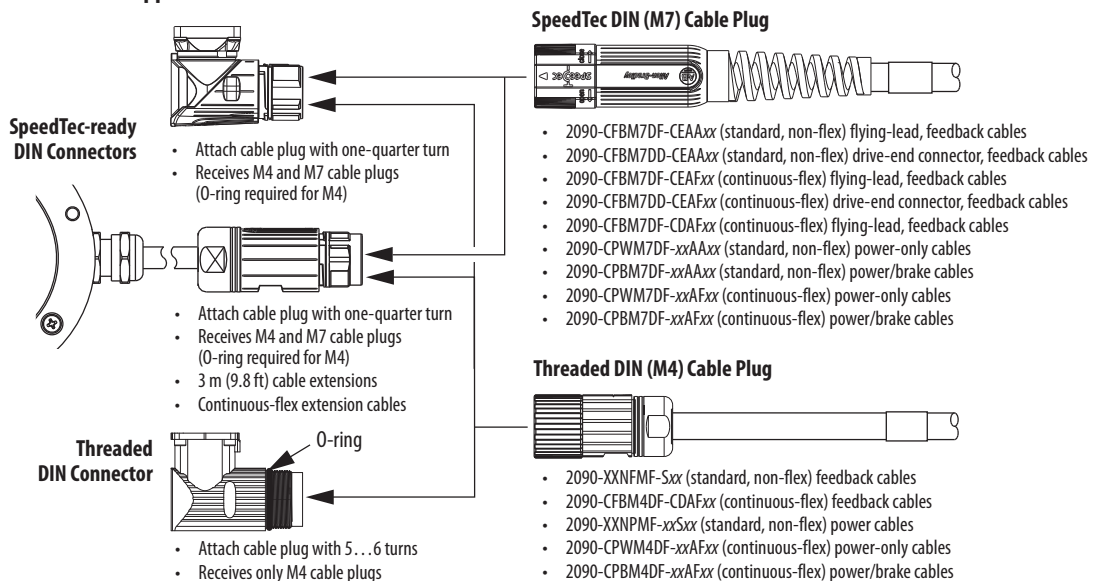 SpeedTec DIN (M7) Cable Plug
Allen-Bradley
SpeedTec-ready
DIN Connectors
• Attach cable plug with one-quarter turn
• Receives M4 and M7 cable plugs
(O-ring required for M4)
• 2090-CFBM7DF-CEAAxx (standard, non-flex) flying-lead, feedback cables
• 2090-CFBM7DD-CEAAxx (standard, non-flex) drive-end connector, feedback cables
• 2090-CFBM7DF-CEAFxx (continuous-flex) flying-lead, feedback cables
• 2090-CFBM7DD-CEAFxx (continuous-flex) drive-end connector, feedback cables
• 2090-CFBM7DF-CDAFxx (continuous-flex) flying-lead, feedback cables
• 2090-CPWM7DF-xxAAxx (standard, non-flex) power-only cables
• 2090-CPBM7DF-xxAAxx (standard, non-flex) power/brake cables
• 2090-CPWM7DF-xxAFxx (continuous-flex) power-only cables
• 2090-CPBM7DF-xxAFxx (continuous-flex) power/brake cables
• Attach cable plug with one-quarter turn
• Receives M4 and M7 cable plugs
(O-ring required for M4)
• 3 m (9.8 ft) cable extensions
• Continuous-flex extension cables
Threaded DIN (M4) Cable Plug
Threaded
DIN Connector
O-ring
• Attach cable plug with 5…6 turns
• Receives only M4 cable plugs
• 2090-XXNFMF-Sxx (standard, non-flex) feedback cables
• 2090-CFBM4DF-CDAFxx (continuous-flex) feedback cables
• 2090-XXNPMF-xxSxx (standard, non-flex) power cables
• 2090-CPWM4DF-xxAFxx (continuous-flex) power-only cables
• 2090-CPBM4DF-xxAFxx (continuous-flex) power/brake cables